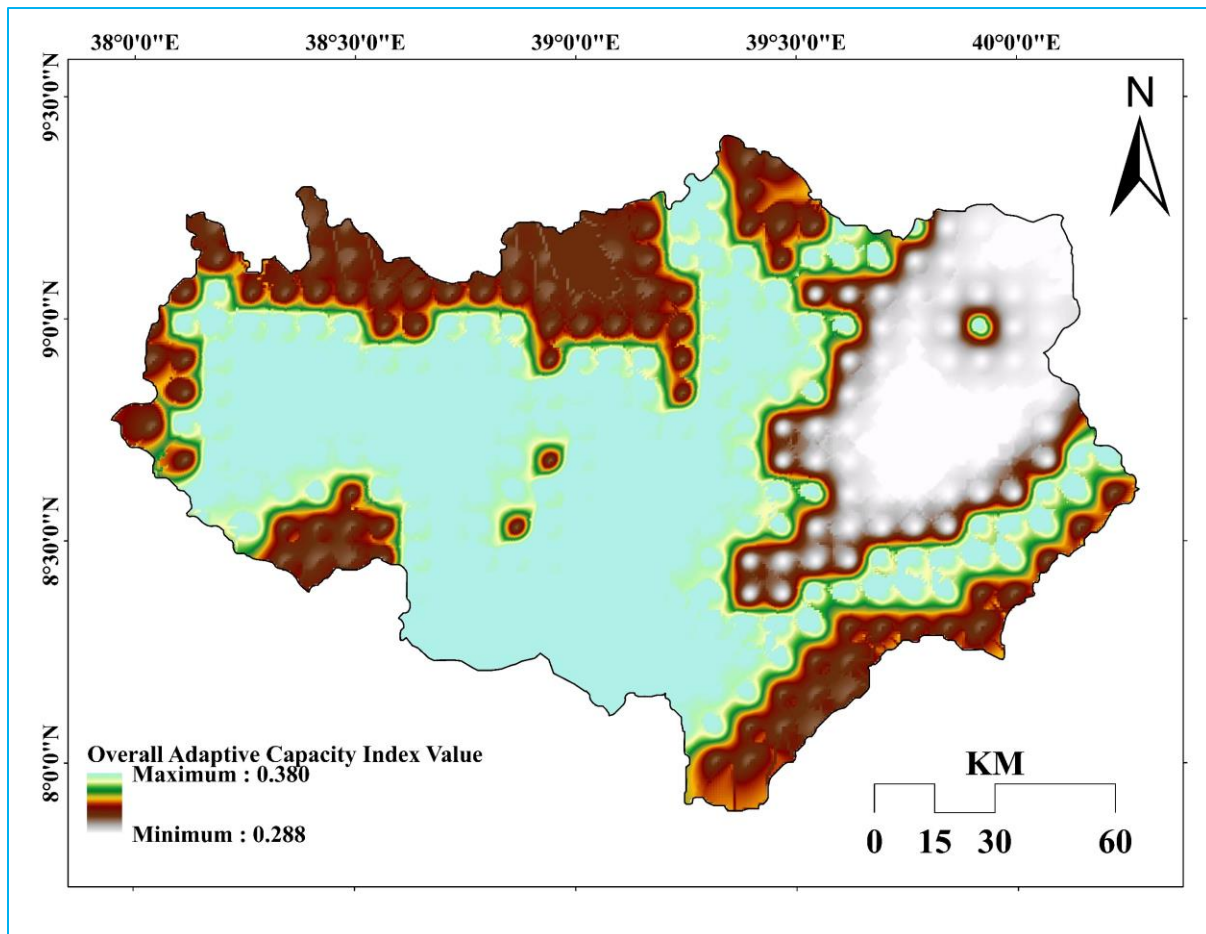 38°0'0"E 38°30'0"E 39°0'0"E 39°30'0"E 40°0'0"E
9°30'0"N
9°0'0"N
8°30'0"N
8°0'0"N
N
Overall Adaptive Capacity Index Value
Maximum : 0.380
Minimum : 0.288
KM
0 15 30 60